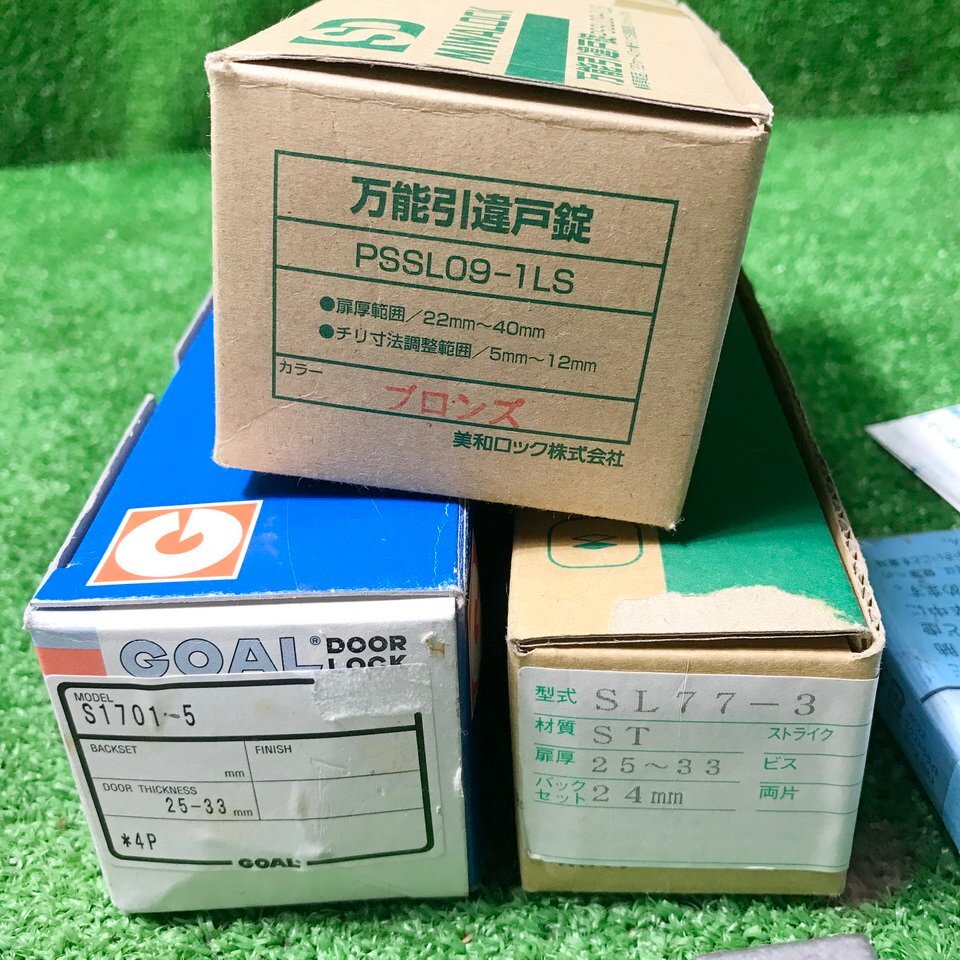 MIWA LOCK
万能引違戸錠
PSSL09-1LS
●扉厚範囲/22mm～40mm
●チリ寸法調整範囲/5mm～12mm
カラー
ブロンズ
美和ロック株式会社
GOAL® DOOR LOCK
MODEL
S1701-5
BACKSET
mm
FINISH
DOOR THICKNESS
25-33 mm
*4P
GOAL
型式 SL77-3
材質 ST ストライク
扉厚 25～33 ビス
バックセット 24mm 両片